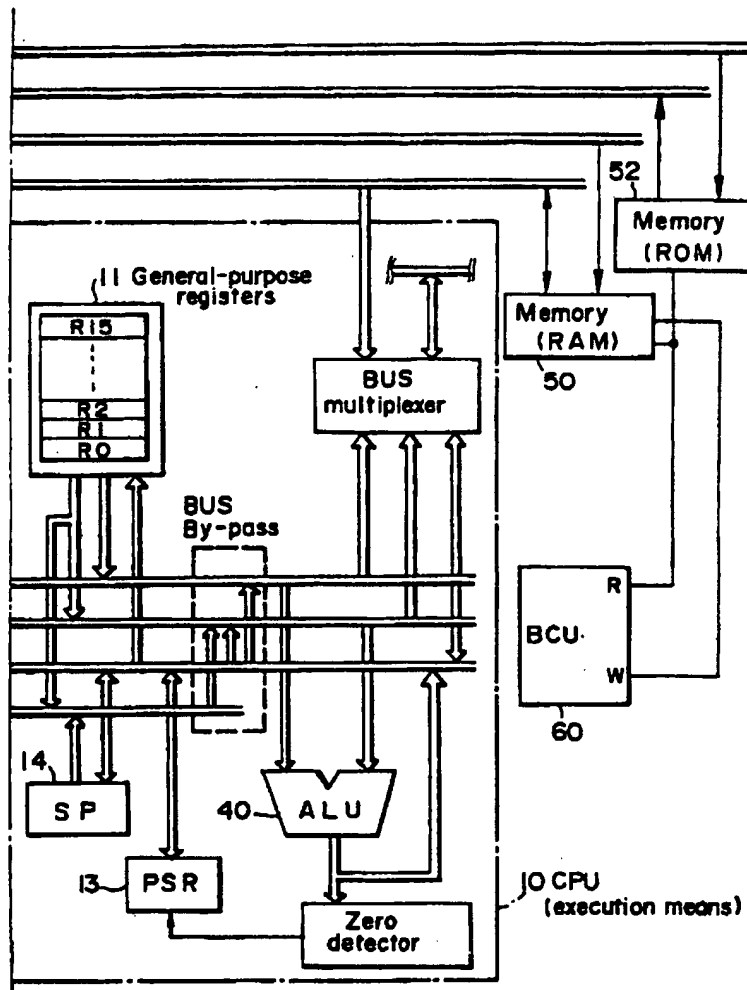 52
Memory
(ROM)
11 General-purpose
registers
R15
R2
R1
R0
Memory
(RAM)
50
BUS
multiplexer
BUS
By-pass
R
BCU
W
60
14
SP
40
ALU
13
PSR
10 CPU
(execution means)
Zero
detector